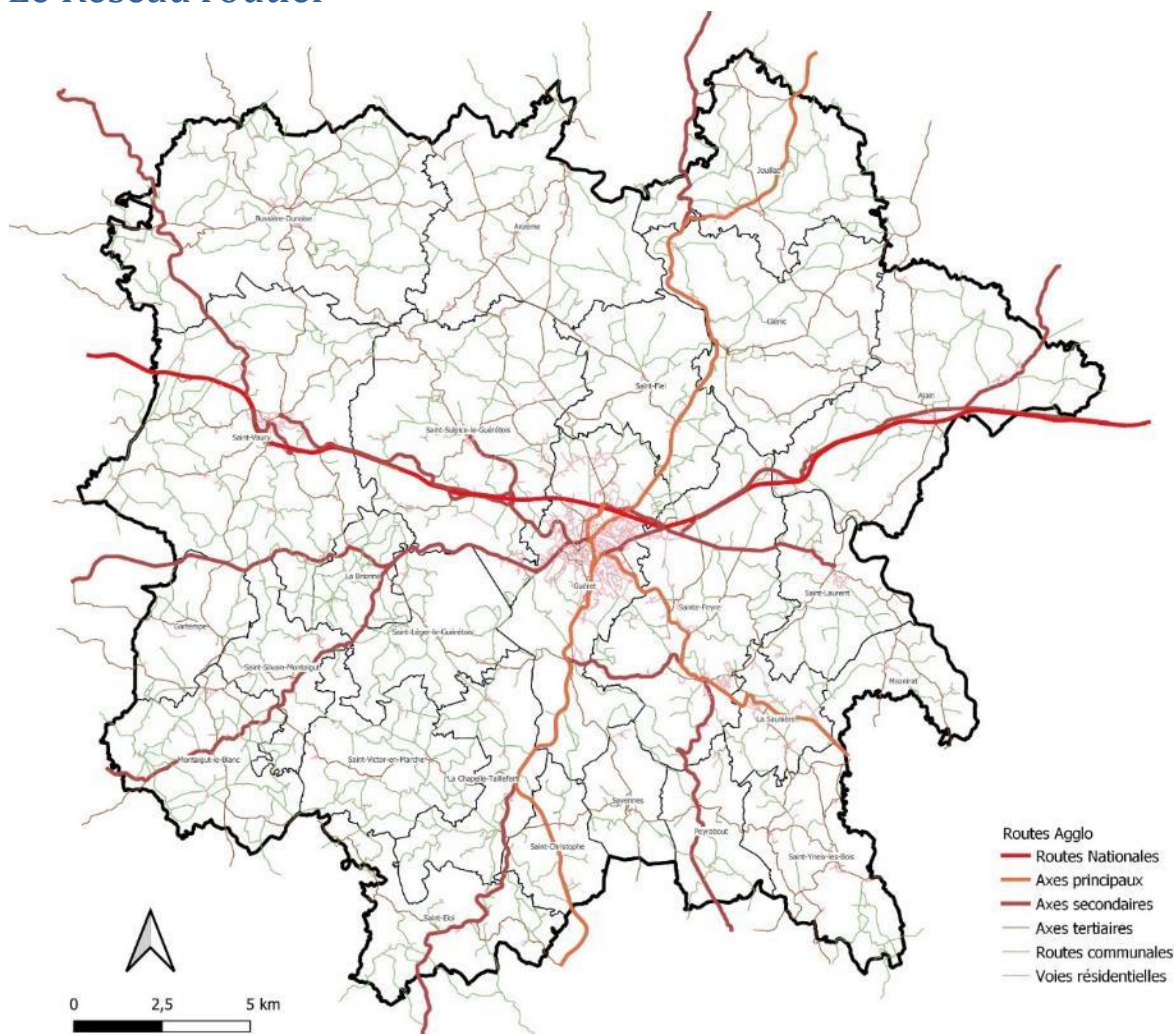 Le Réseau routier
Jouillat
Bussière-Dunoise
Anzême
Glénic
Saint-Fiel
Ajain
Saint-Sulpice-le-Guérétois
Saint-Vaury
La Brionne
Guéret
Saint-Laurent
Sainte-Feyre
Gartempe
Saint-Léger-le-Guérétois
Saint-Silvain-Montaigut
Mazeirat
La Saunière
Montaigut-le-Blanc
Saint-Victor-en-Marche
La Chapelle-Taillefert
Savennes
Peyrabout
Saint-Christophe
Saint-Yrieix-les-Bois
Saint-Eloi
Routes Agglo
Routes Nationales
Axes principaux
Axes secondaires
Axes tertiaires
Routes communales
Voies résidentielles
0 2,5 5 km